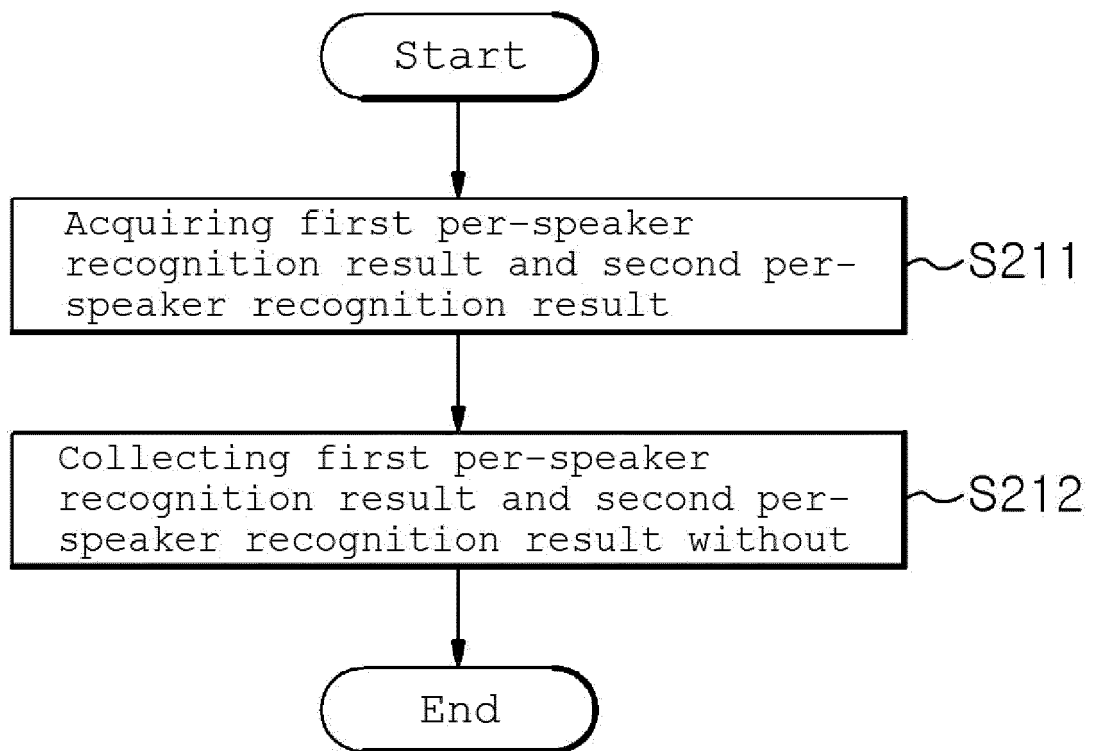 Start
Acquiring first per-speaker
recognition result and second per-
speaker recognition result
S211
Collecting first per-speaker
recognition result and second per-
speaker recognition result without
S212
End